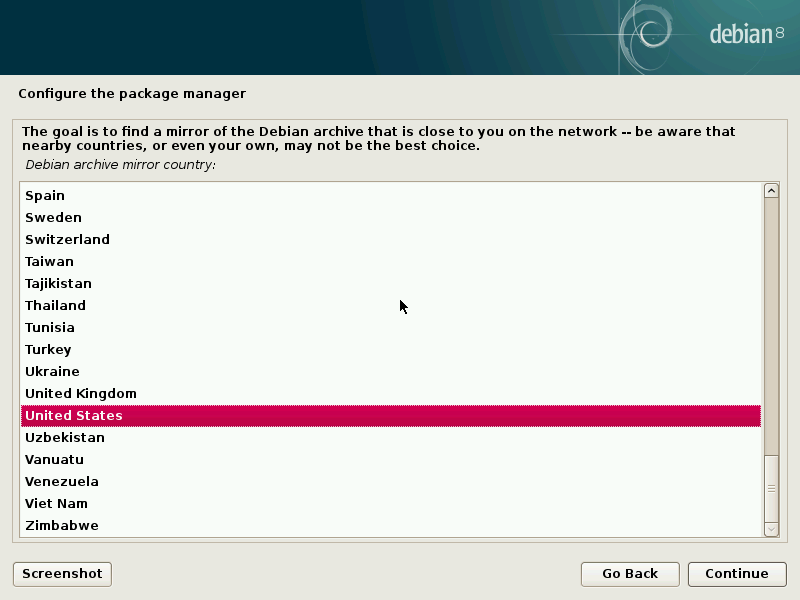 debian 8
Configure the package manager
The goal is to find a mirror of the Debian archive that is close to you on the network -- be aware that
nearby countries, or even your own, may not be the best choice.
Debian archive mirror country:
Spain
Sweden
Switzerland
Taiwan
Tajikistan
Thailand
Tunisia
Turkey
Ukraine
United Kingdom
United States
Uzbekistan
Vanuatu
Venezuela
Viet Nam
Zimbabwe
Screenshot
Go Back
Continue